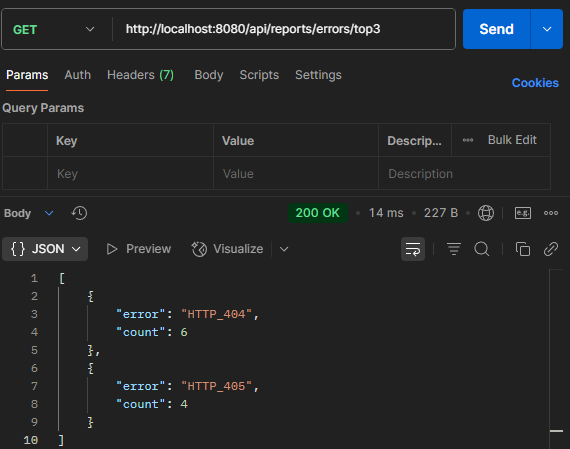 GET http://localhost:8080/api/reports/errors/top3 Send
Params Auth Headers (7) Body Scripts Settings Cookies
Query Params
Key Value Descrip... Bulk Edit
Key Value Description
Body 200 OK 14 ms 227 B e.g.
{} JSON Preview Visualize
1 [
2 {
3 "error": "HTTP_404",
4 "count": 6
5 },
6 {
7 "error": "HTTP_405",
8 "count": 4
9 }
10 ]